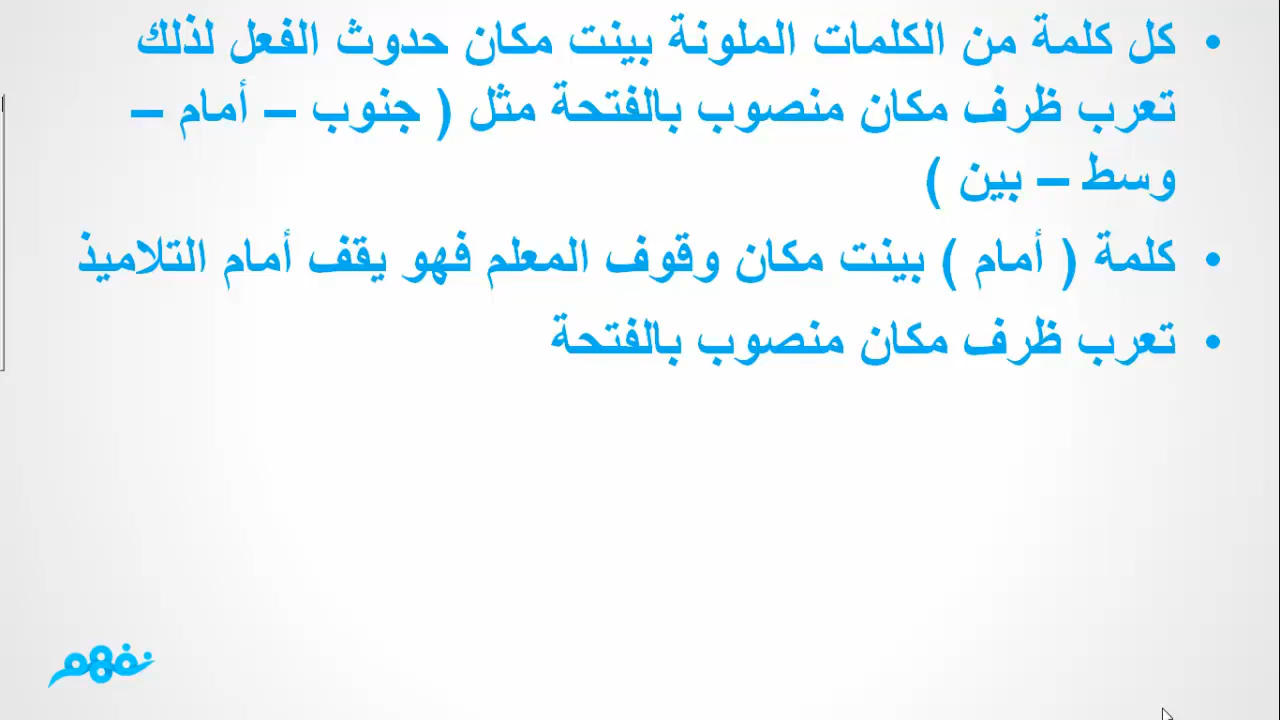 • كل كلمة من الكلمات الملونة بينت مكان حدوث الفعل لذلك
تعرب ظرف مكان منصوب بالفتحة مثل ( جنوب – أمام –
وسط – بين )
• كلمة ( أمام ) بينت مكان وقوف المعلم فهو يقف أمام التلاميذ
• تعرب ظرف مكان منصوب بالفتحة
نفهم